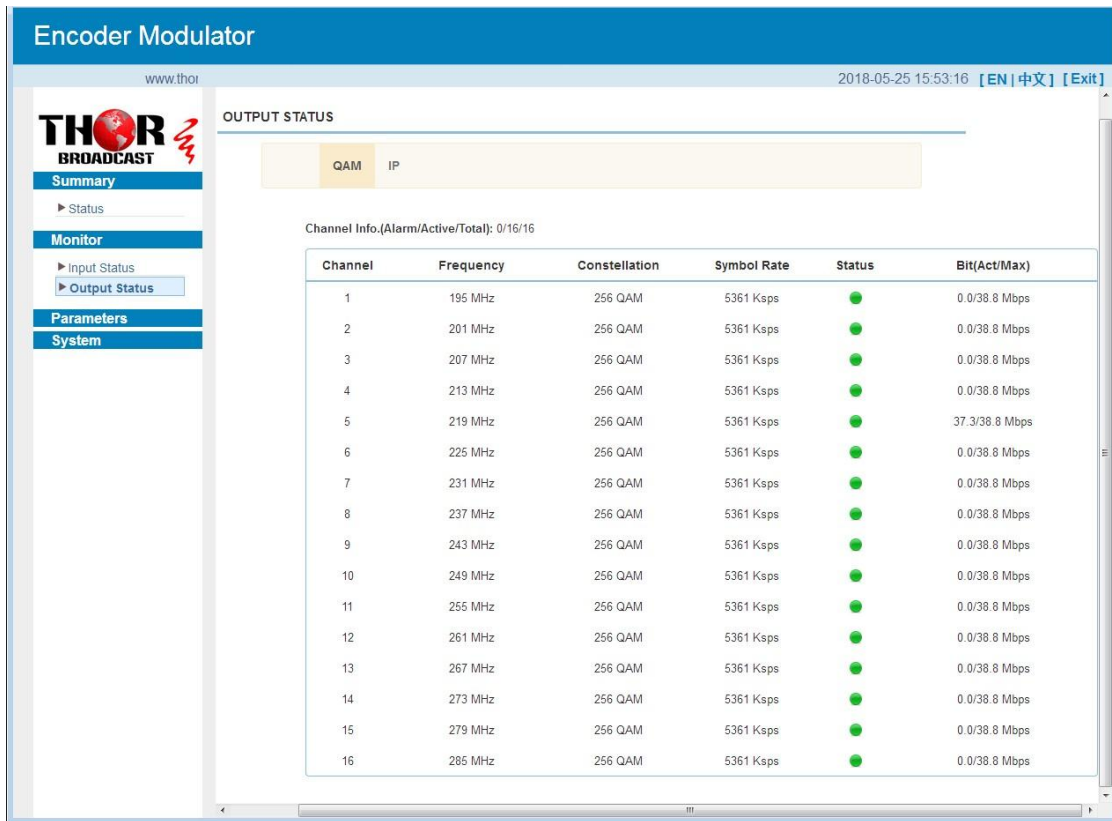 Encoder Modulator
www.thor
2018-05-25 15:53:16 [ EN | 中文 ] [ Exit ]
THOR
BROADCAST
Summary
Status
Monitor
Input Status
Output Status
Parameters
System
OUTPUT STATUS
QAM IP
Channel Info.(Alarm/Active/Total): 0/16/16
Channel Frequency Constellation Symbol Rate Status Bit(Act/Max)
1 195 MHz 256 QAM 5361 Ksps 0.0/38.8 Mbps
2 201 MHz 256 QAM 5361 Ksps 0.0/38.8 Mbps
3 207 MHz 256 QAM 5361 Ksps 0.0/38.8 Mbps
4 213 MHz 256 QAM 5361 Ksps 0.0/38.8 Mbps
5 219 MHz 256 QAM 5361 Ksps 37.3/38.8 Mbps
6 225 MHz 256 QAM 5361 Ksps 0.0/38.8 Mbps
7 231 MHz 256 QAM 5361 Ksps 0.0/38.8 Mbps
8 237 MHz 256 QAM 5361 Ksps 0.0/38.8 Mbps
9 243 MHz 256 QAM 5361 Ksps 0.0/38.8 Mbps
10 249 MHz 256 QAM 5361 Ksps 0.0/38.8 Mbps
11 255 MHz 256 QAM 5361 Ksps 0.0/38.8 Mbps
12 261 MHz 256 QAM 5361 Ksps 0.0/38.8 Mbps
13 267 MHz 256 QAM 5361 Ksps 0.0/38.8 Mbps
14 273 MHz 256 QAM 5361 Ksps 0.0/38.8 Mbps
15 279 MHz 256 QAM 5361 Ksps 0.0/38.8 Mbps
16 285 MHz 256 QAM 5361 Ksps 0.0/38.8 Mbps